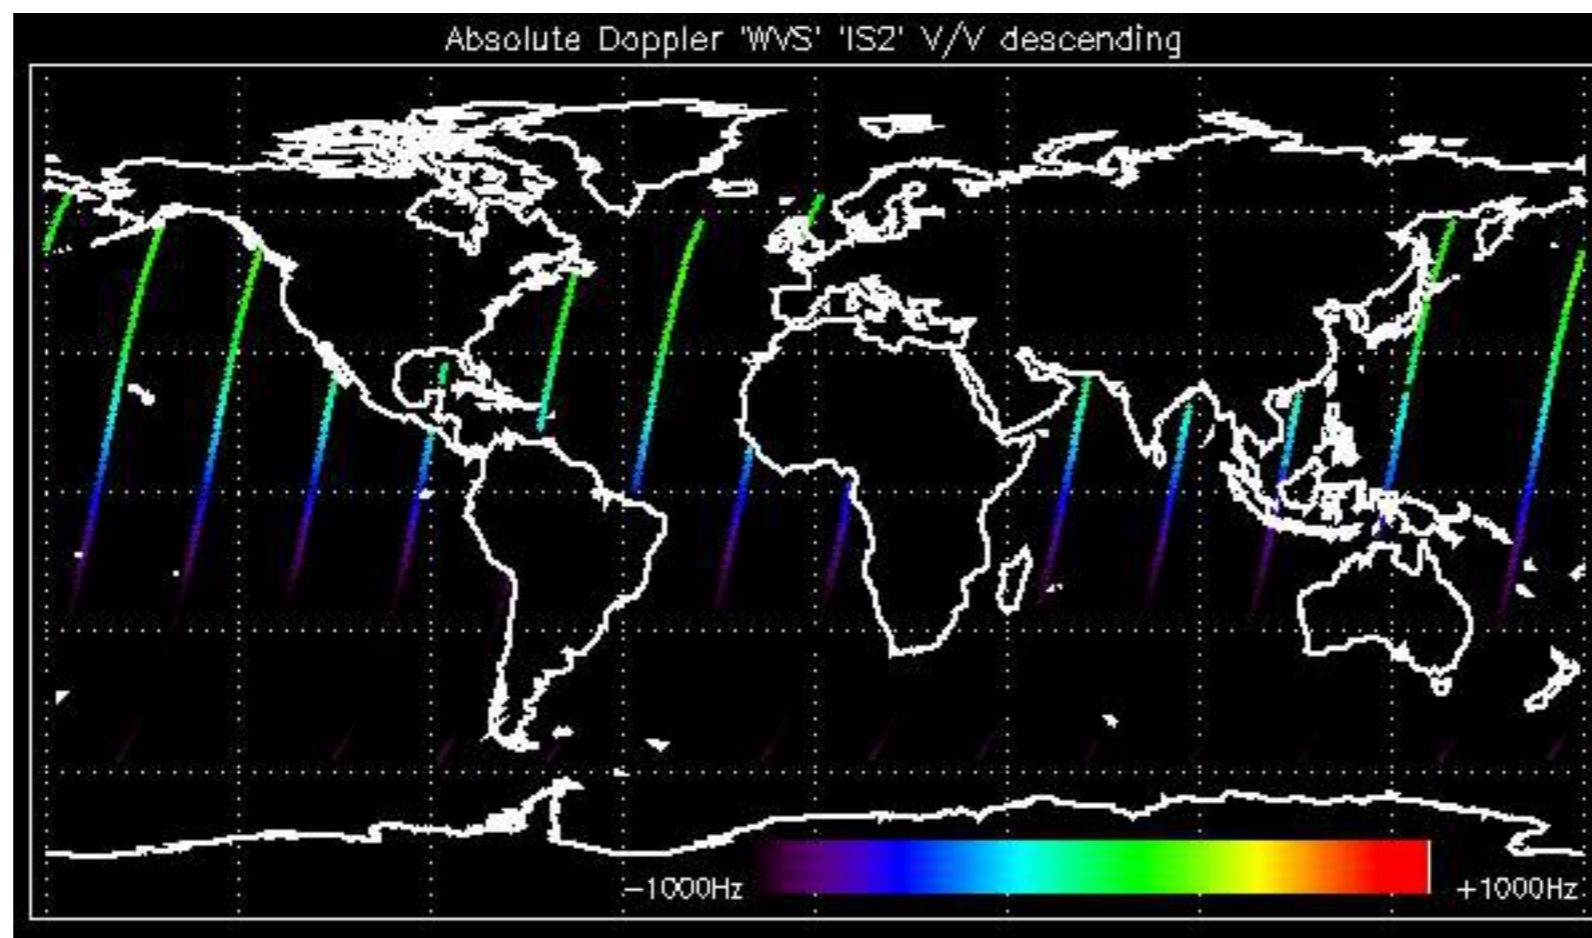 Absolute Doppler 'WVS' 'IS2' V/V descending
−1000Hz
+1000Hz